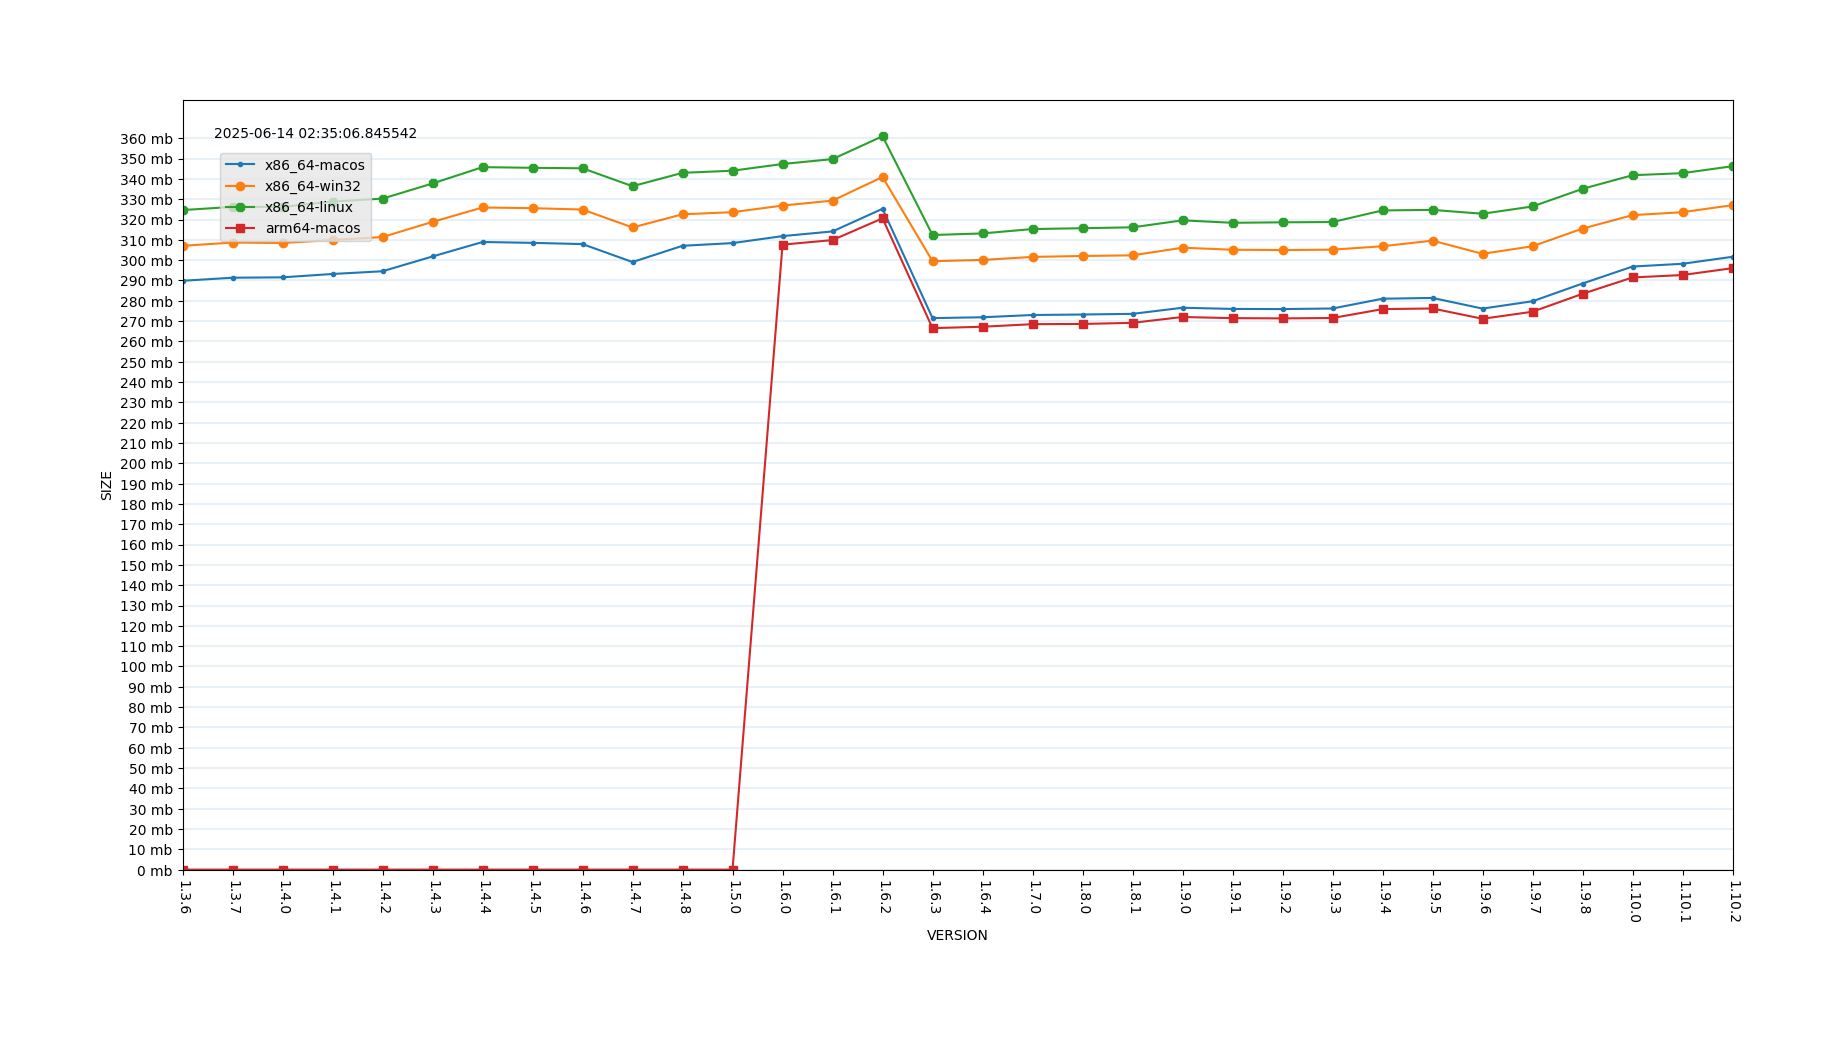 2025-06-14 02:35:06.845542
x86_64-macos
x86_64-win32
x86_64-linux
arm64-macos
360 mb
350 mb
340 mb
330 mb
320 mb
310 mb
300 mb
290 mb
280 mb
270 mb
260 mb
250 mb
240 mb
230 mb
220 mb
210 mb
200 mb
190 mb
180 mb
170 mb
160 mb
150 mb
140 mb
130 mb
120 mb
110 mb
100 mb
90 mb
80 mb
70 mb
60 mb
50 mb
40 mb
30 mb
20 mb
10 mb
0 mb
SIZE
1.3.6
1.3.7
1.4.0
1.4.1
1.4.2
1.4.3
1.4.4
1.4.5
1.4.6
1.4.7
1.4.8
1.5.0
1.6.0
1.6.1
1.6.2
1.6.3
1.6.4
1.7.0
1.8.0
1.8.1
1.9.0
1.9.1
1.9.2
1.9.3
1.9.4
1.9.5
1.9.6
1.9.7
1.9.8
1.10.0
1.10.1
1.10.2
VERSION